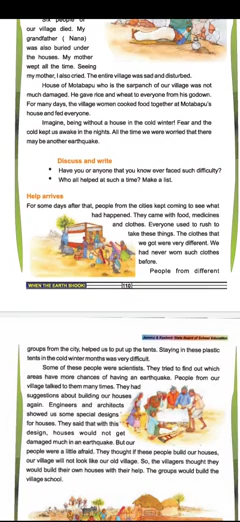 Six people of
our village died. My
grandfather ( Nana)
was also buried under
the houses. My mother
wept all the time. Seeing
my mother, I also cried. The entire village was sad and disturbed.
House of Motabapu who is the sarpanch of our village was not
much damaged. He gave rice and wheat to everyone from his godown.
For many days, the village women cooked food together at Motabapu's
house and fed everyone.
Imagine, being without a house in the cold winter! Fear and the
cold kept us awake in the nights. All the time we were worried that there
may be another earthquake.
Discuss and write
• Have you or anyone that you know ever faced such difficulty?
• Who all helped at such a time? Make a list.
Help arrives
For some days after that, people from the cities kept coming to see what
had happened. They came with food, medicines
and clothes. Everyone used to rush to
take these things. The clothes that
we got were very different. We
had never worn such clothes
before.
People from different
WHEN THE EARTH SHOOK!
110
Jammu & Kashmir State Board of School Education
groups from the city, helped us to put up the tents. Staying in these plastic
tents in the cold winter months was very difficult.
Some of these people were scientists. They tried to find out which
areas have more chances of having an earthquake. People from our
village talked to them many times. They had
suggestions about building our houses
again. Engineers and architects
showed us some special designs
for houses. They said that with this
design, houses would not get
damaged much in an earthquake. But our
people were a little afraid. They thought if these people build our houses,
our village will not look like our old village. So, the villagers thought they
would build their own houses with their help. The groups would build the
village school.